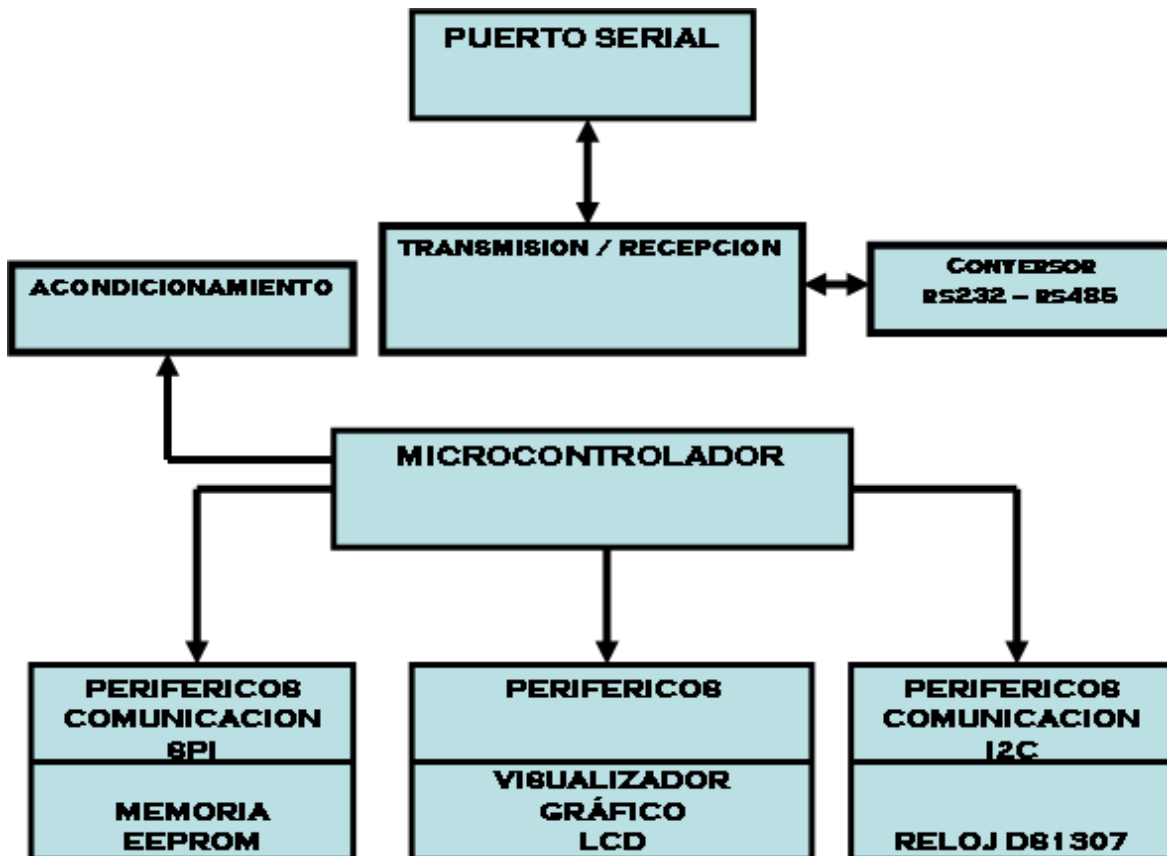 PUERTO SERIAL
TRANSMISION / RECEPCION
CONVERSOR
RS232 – RS485
ACONDICIONAMIENTO
MICROCONTROLADOR
PERIFERICOS
COMUNICACION
SPI
MEMORIA
EEPROM
PERIFERICOS
VISUALIZADOR
GRÁFICO
LCD
PERIFERICOS
COMUNICACION
I2C
RELOJ DS1307